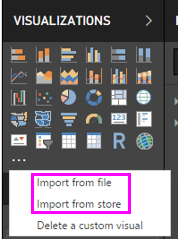 VISUALIZATIONS
R
...
Import from file
Import from store
Delete a custom visual